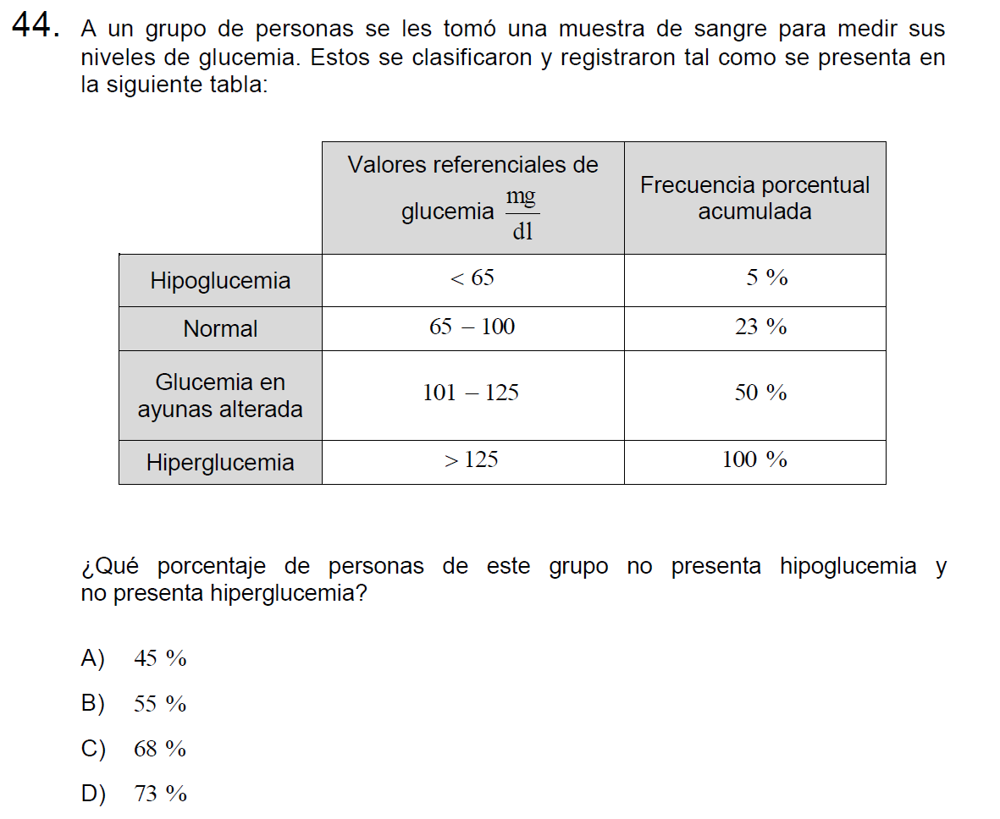 44. A un grupo de personas se les tomó una muestra de sangre para medir sus
niveles de glucemia. Estos se clasificaron y registraron tal como se presenta en
la siguiente tabla:
Valores referenciales de
glucemia mg/dl
Frecuencia porcentual
acumulada
Hipoglucemia < 65 5 %
Normal 65 – 100 23 %
Glucemia en
ayunas alterada 101 – 125 50 %
Hiperglucemia > 125 100 %
¿Qué porcentaje de personas de este grupo no presenta hipoglucemia y
no presenta hiperglucemia?
A) 45 %
B) 55 %
C) 68 %
D) 73 %